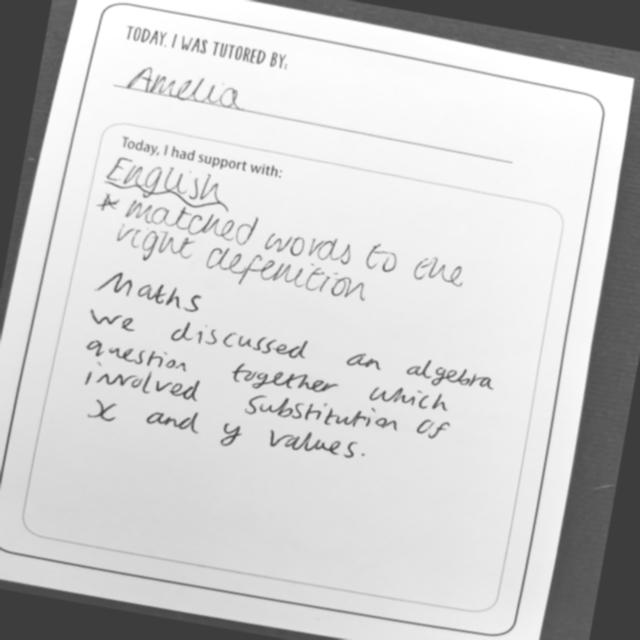 TODAY, I WAS TUTORED BY:
Amelia
Today, I had support with:
English
* matched words to the
right defenition
Maths
we discussed an algebra
question together which
involved substitution of
x and y values.